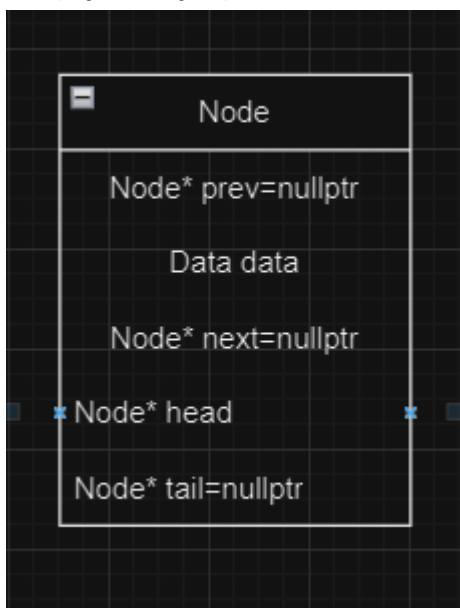 Node
Node* prev=nullptr
Data data
Node* next=nullptr
Node* head
Node* tail=nullptr